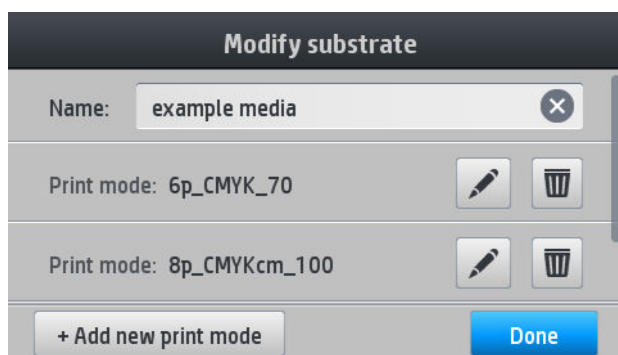 Modify substrate
Name: example media
Print mode: 6p_CMYK_70
Print mode: 8p_CMYKcm_100
+ Add new print mode Done